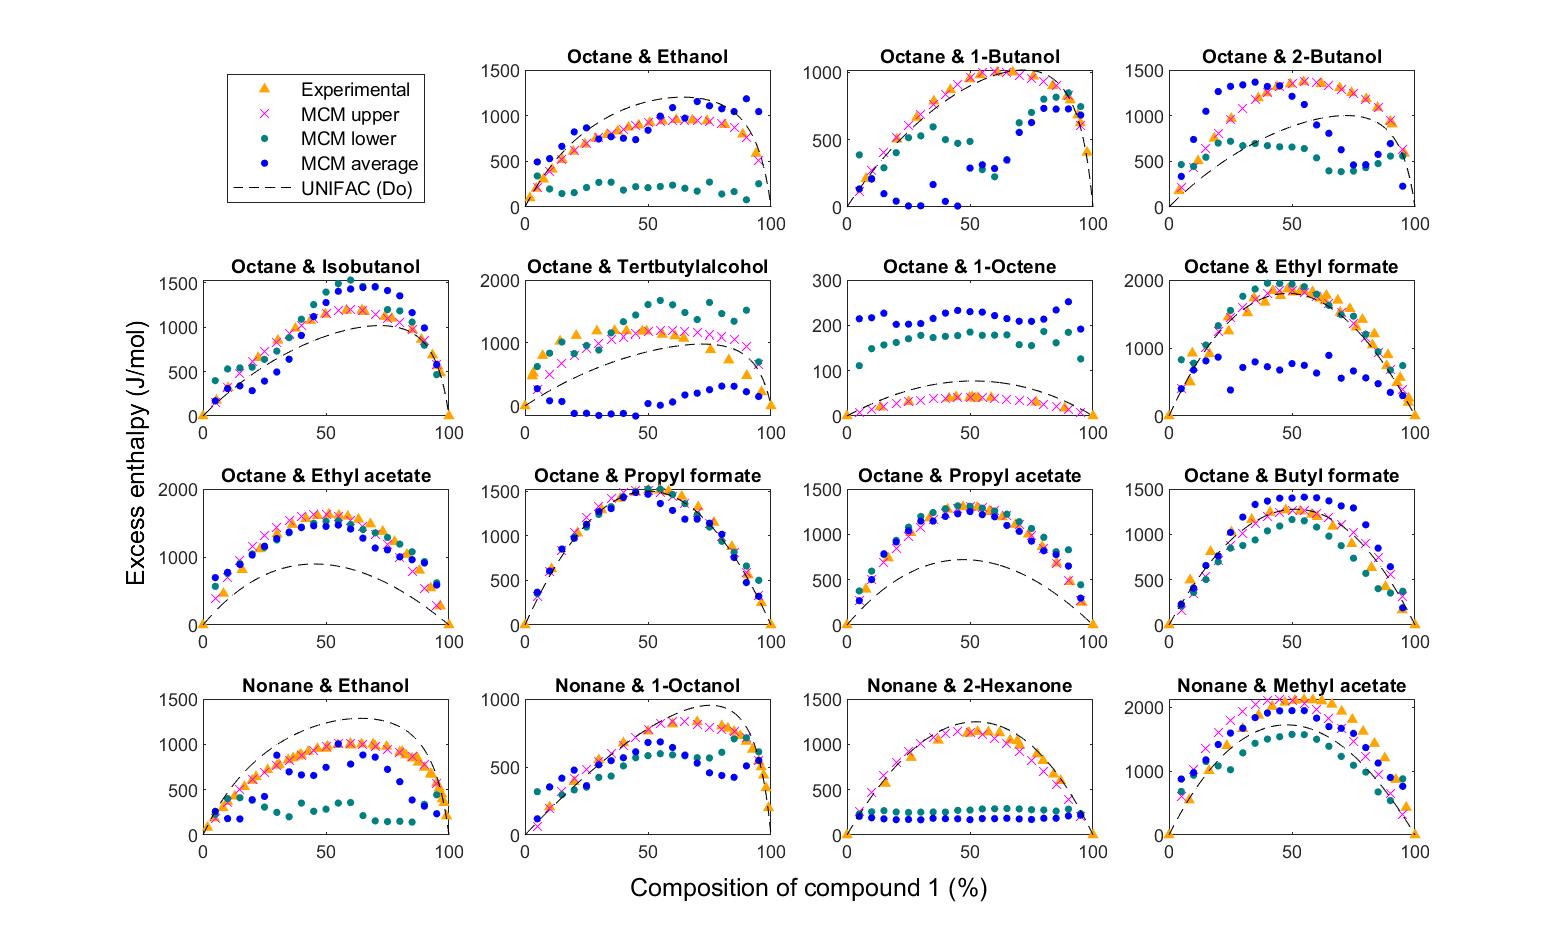 Experimental
MCM upper
MCM lower
MCM average
UNIFAC (Do)
Octane & Ethanol
1500
1000
500
0
0 50 100
Octane & 1-Butanol
1000
500
0
0 50 100
Octane & 2-Butanol
1500
1000
500
0
0 50 100
Octane & Isobutanol
1500
1000
500
0
0 50 100
Octane & Tertbutylalcohol
2000
1000
0
0 50 100
Octane & 1-Octene
300
200
100
0
0 50 100
Octane & Ethyl formate
2000
1000
0
0 50 100
Octane & Ethyl acetate
2000
1000
0
0 50 100
Octane & Propyl formate
1500
1000
500
0
0 50 100
Octane & Propyl acetate
1500
1000
500
0
0 50 100
Octane & Butyl formate
1500
1000
500
0
0 50 100
Nonane & Ethanol
1500
1000
500
0
0 50 100
Nonane & 1-Octanol
1000
500
0
0 50 100
Nonane & 2-Hexanone
1500
1000
500
0
0 50 100
Nonane & Methyl acetate
2000
1000
0
0 50 100
Excess enthalpy (J/mol)
Composition of compound 1 (%)